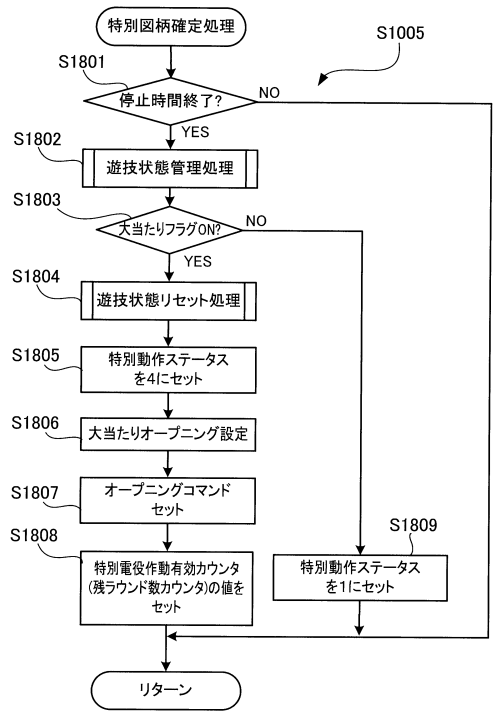 特別図柄確定処理
S1005
S1801
停止時間終了?
NO
YES
S1802
遊技状態管理処理
S1803
大当たりフラグON?
NO
YES
S1804
遊技状態リセット処理
S1805
特別動作ステータス
を4にセット
S1806
大当たりオープニング設定
S1807
オープニングコマンド
セット
S1808
特別電役作動有効カウンタ
(残ラウンド数カウンタ)の値を
セット
S1809
特別動作ステータス
を1にセット
リターン